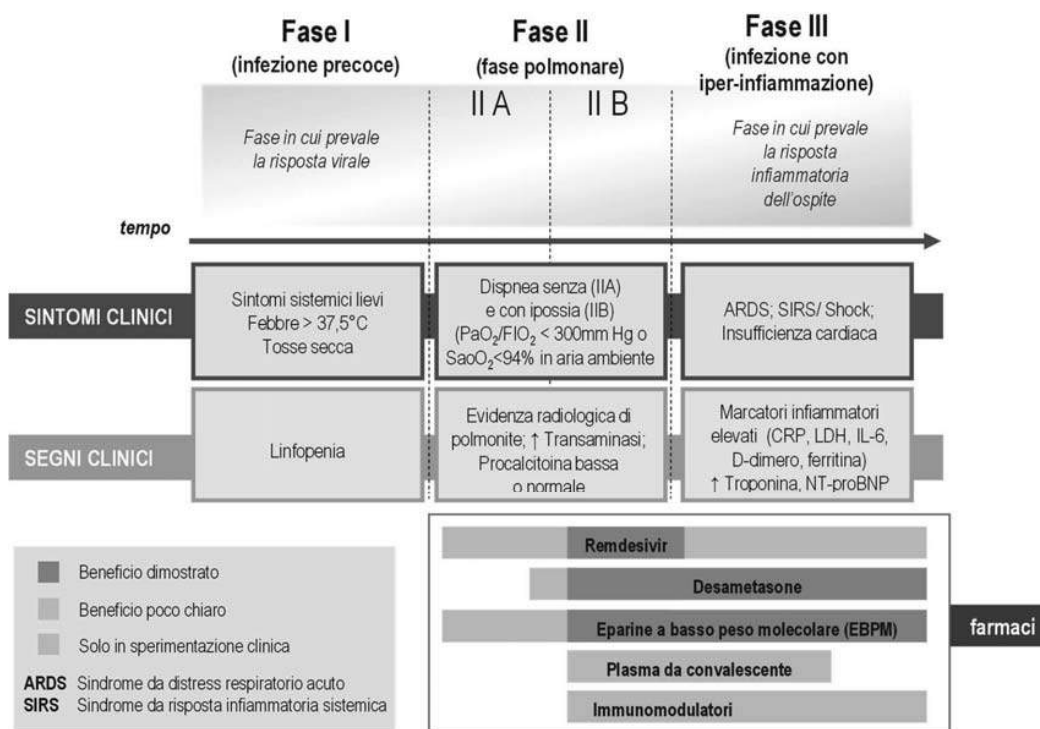 Fase I
(infezione precoce)
Fase II
(fase polmonare)
Fase III
(infezione con
iper-infiammazione)
II A
II B
Fase in cui prevale
la risposta virale
Fase in cui prevale
la risposta
infiammatoria
dell'ospite
tempo
SINTOMI CLINICI
Sintomi sistemici lievi
Febbre > 37,5°C
Tosse secca
Dispnea senza (IIA)
e con ipossia (IIB)
(PaO₂/FIO₂ < 300mm Hg o
SaoO₂<94% in aria ambiente
ARDS; SIRS/ Shock;
Insufficienza cardiaca
SEGNI CLINICI
Linfopenia
Evidenza radiologica di
polmonite; ↑ Transaminasi;
Procalcitoina bassa
o normale
Marcatori infiammatori
elevati (CRP, LDH, IL-6,
D-dimero, ferritina)
↑ Troponina, NT-proBNP
Beneficio dimostrato
Beneficio poco chiaro
Solo in sperimentazione clinica
ARDS Sindrome da distress respiratorio acuto
SIRS Sindrome da risposta infiammatoria sistemica
Remdesivir
Desametasone
Eparine a basso peso molecolare (EBPM)
Plasma da convalescente
Immunomodulatori
farmaci